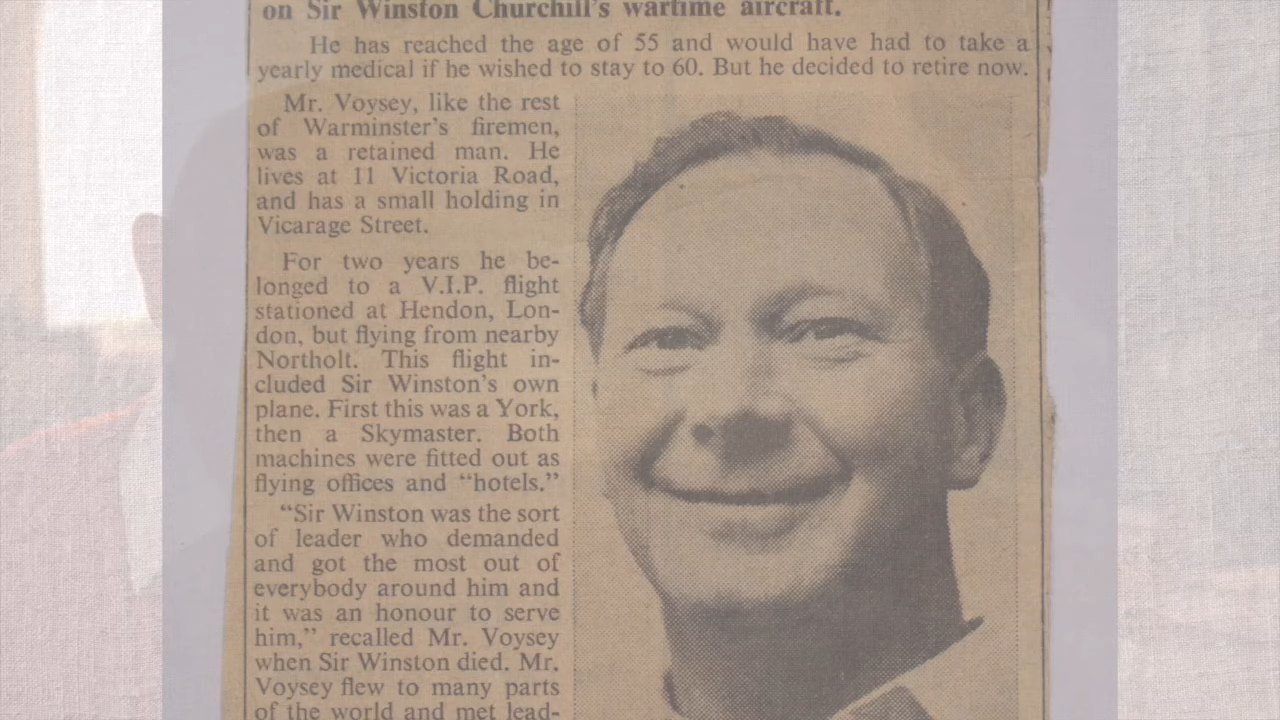 on Sir Winston Churchill's wartime aircraft.
He has reached the age of 55 and would have had to take a
yearly medical if he wished to stay to 60. But he decided to retire now.
Mr. Voysey, like the rest
of Warminster's firemen,
was a retained man. He
lives at 11 Victoria Road,
and has a small holding in
Vicarage Street.
For two years he be-
longed to a V.I.P. flight
stationed at Hendon, Lon-
don, but flying from nearby
Northolt. This flight in-
cluded Sir Winston's own
plane. First this was a York,
then a Skymaster. Both
machines were fitted out as
flying offices and "hotels."
"Sir Winston was the sort
of leader who demanded
and got the most out of
everybody around him and
it was an honour to serve
him," recalled Mr. Voysey
when Sir Winston died. Mr.
Voysey flew to many parts
of the world and met lead-